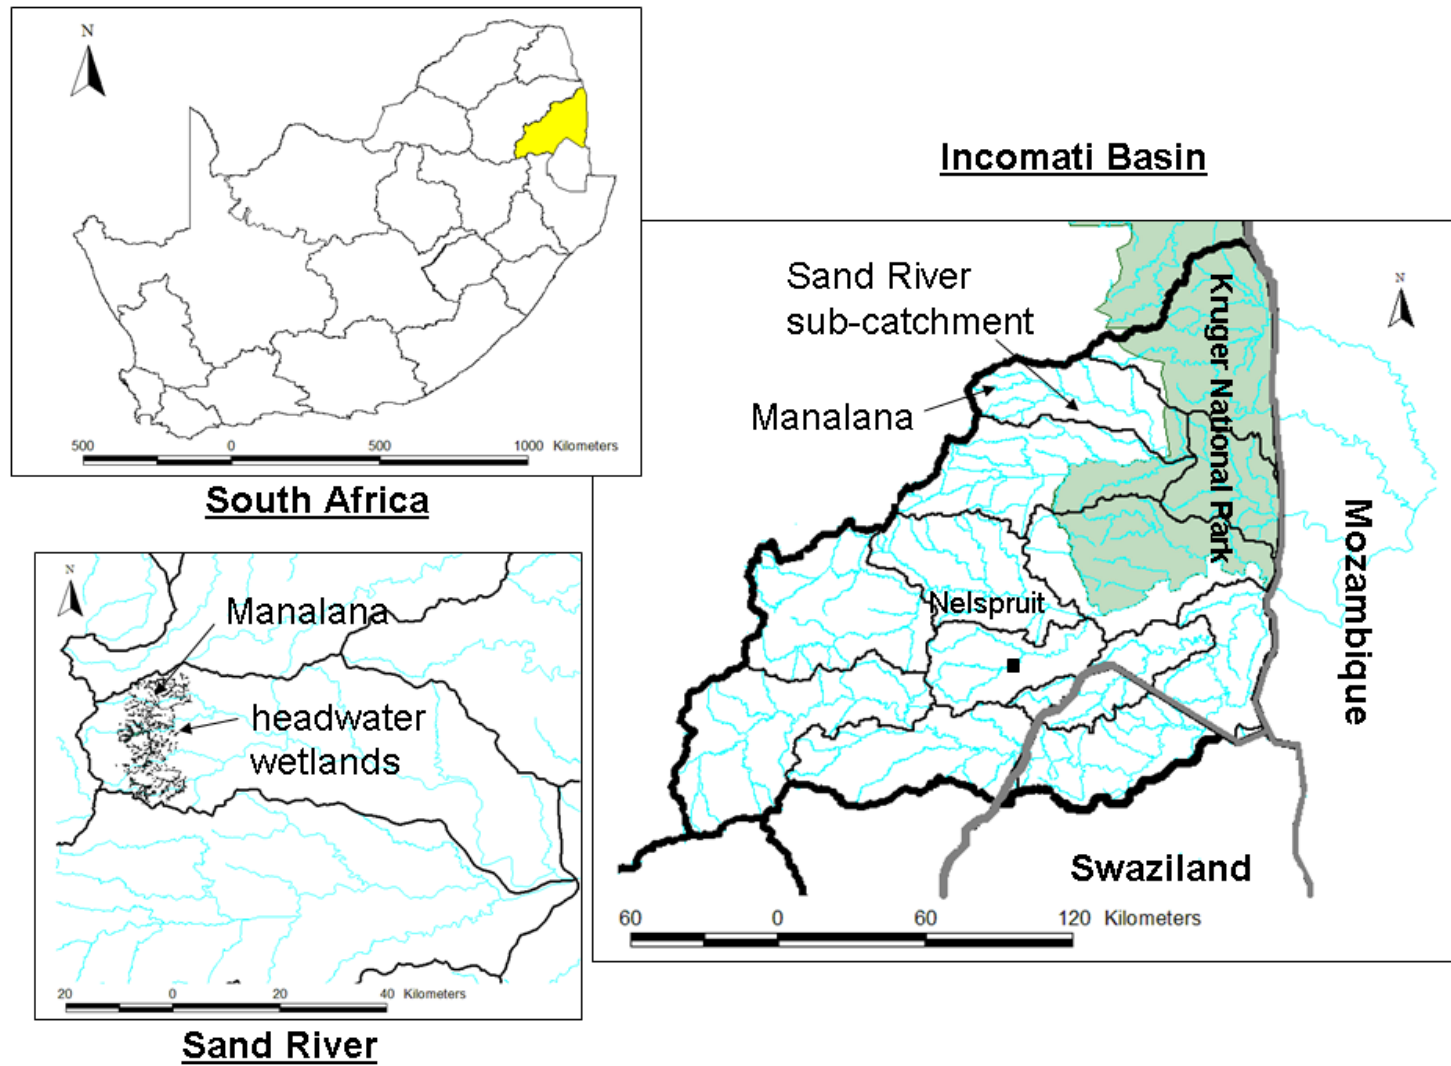 N
500 0 500 1000 Kilometers
South Africa
Incomati Basin
Sand River
sub-catchment
Manalana
N
Kruger National Park
Mozambique
Nelspruit
Swaziland
60 0 60 120 Kilometers
N
Manalana
headwater
wetlands
20 0 20 40 Kilometers
Sand River